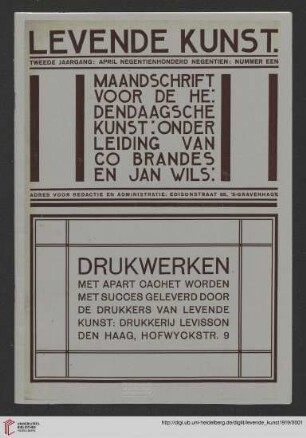 LEVENDE KUNST.
TWEEDE JAARGANG: APRIL NEGENTIENHONDERD NEGENTIEN: NUMMER EEN
MAANDSCHRIFT
VOOR DE HE:
DENDAAGSCHE
KUNST: ONDER
LEIDING VAN
CO BRANDES
EN JAN WILS:
ADRES VOOR REDACTIE EN ADMINISTRATIE: EDISONSTRAAT 'S-GRAVENHAGE
DRUKWERKEN
MET APART CACHET WORDEN
MET SUCCES GELEVERD DOOR
DE DRUKKERS VAN LEVENDE
KUNST: DRUKKERIJ LEVISSON
DEN HAAG, HOFWYCKSTR. 9
UNIVERSITÄTS-
BIBLIOTHEK
HEIDELBERG
http://digi.ub.uni-heidelberg.de/diglit/levende_kunst1919/0001